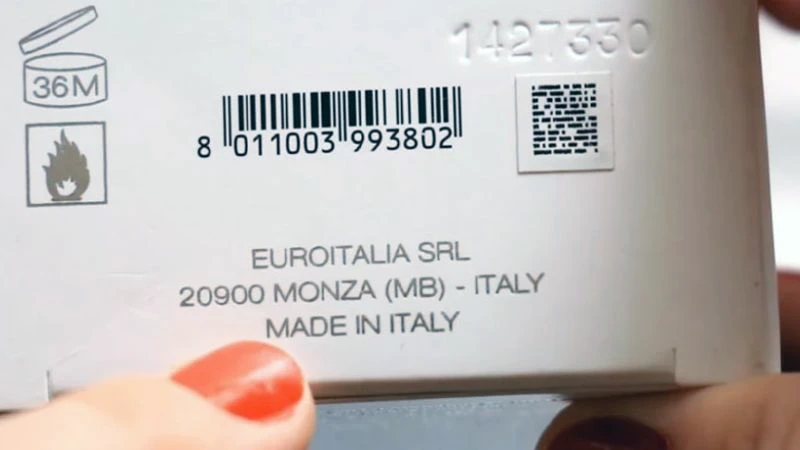 1427330
36M
8 011003 993802
EUROITALIA SRL
20900 MONZA (MB) - ITALY
MADE IN ITALY